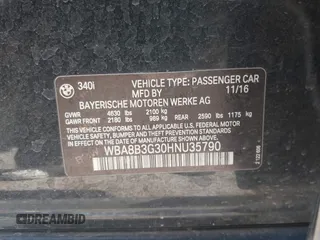 340i
VEHICLE TYPE: PASSENGER CAR
MFD BY
11/16
BAYERISCHE MOTOREN WERKE AG
GVWR 4630 lbs 2100 kg
GAWR FRONT 2180 lbs 989 kg REAR 2590 lbs 1175 kg
THIS VEHICLE CONFORMS TO ALL APPLICABLE
FEDERAL MOTOR VEHICLE SAFETY, BUMPER, AND
THEFT PREVENTION STANDARDS IN EFFECT ON THE
DATE OF MANUFACTURE SHOWN ABOVE.
WBA8B3G30HNU35790
DREAMBID